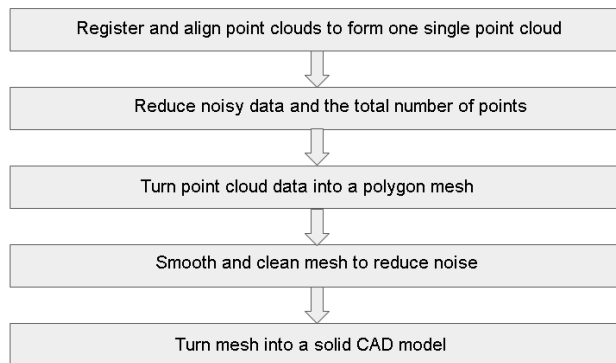 Register and align point clouds to form one single point cloud
Reduce noisy data and the total number of points
Turn point cloud data into a polygon mesh
Smooth and clean mesh to reduce noise
Turn mesh into a solid CAD model